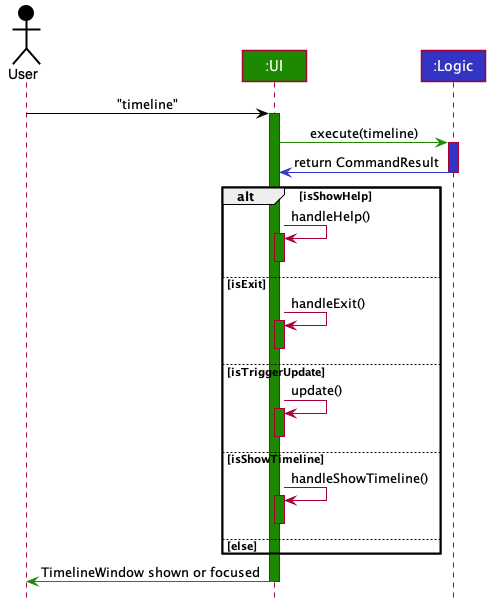 User
:UI
:Logic
"timeline"
execute(timeline)
return CommandResult
alt
[isShowHelp]
handleHelp()
[isExit]
handleExit()
[isTriggerUpdate]
update()
[isShowTimeline]
handleShowTimeline()
[else]
TimelineWindow shown or focused